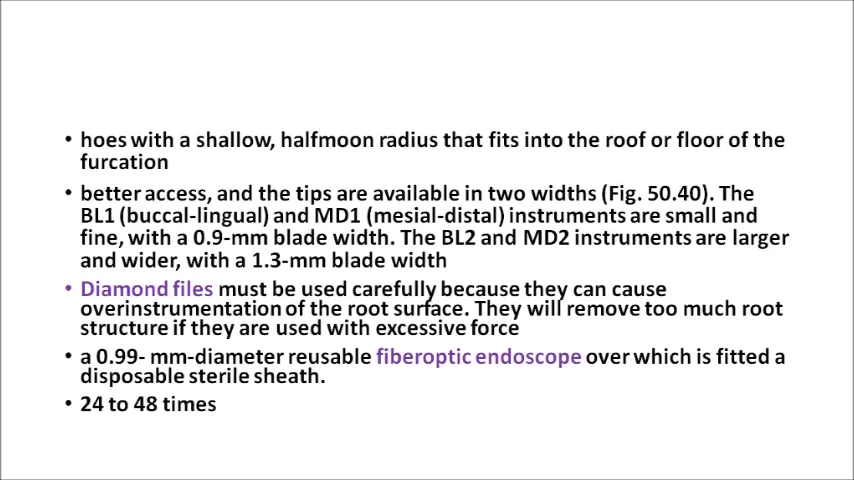 • hoes with a shallow, halfmoon radius that fits into the roof or floor of the
furcation
• better access, and the tips are available in two widths (Fig. 50.40). The
BL1 (buccal-lingual) and MD1 (mesial-distal) instruments are small and
fine, with a 0.9-mm blade width. The BL2 and MD2 instruments are larger
and wider, with a 1.3-mm blade width
• Diamond files must be used carefully because they can cause
overinstrumentation of the root surface. They will remove too much root
structure if they are used with excessive force
• a 0.99- mm-diameter reusable fiberoptic endoscope over which is fitted a
disposable sterile sheath.
• 24 to 48 times